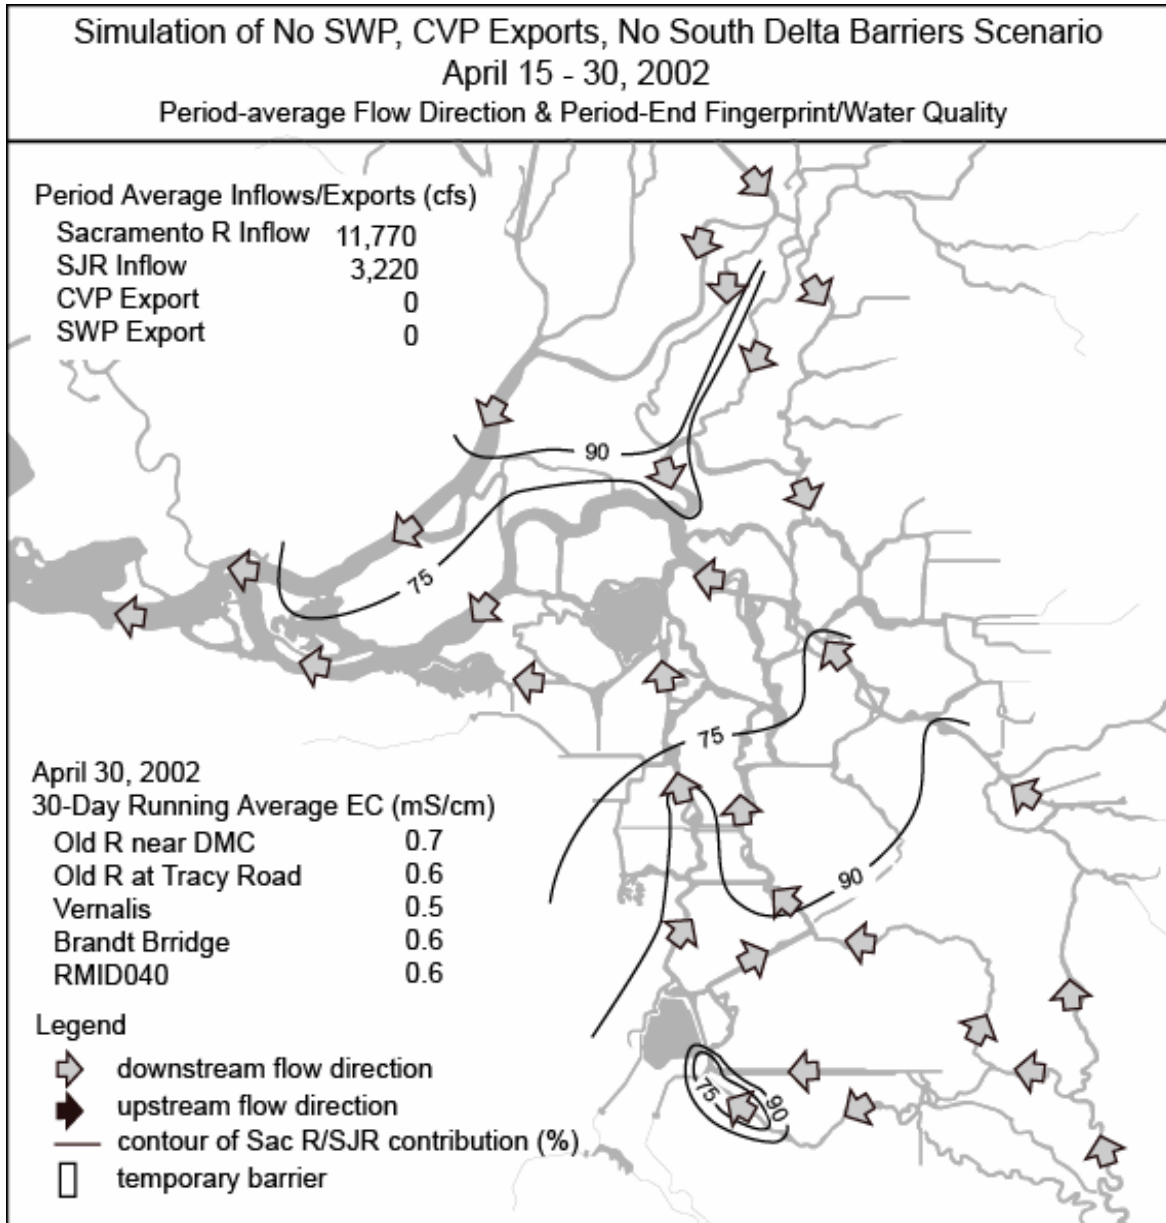 Simulation of No SWP, CVP Exports, No South Delta Barriers Scenario
April 15 - 30, 2002
Period-average Flow Direction & Period-End Fingerprint/Water Quality
Period Average Inflows/Exports (cfs)
Sacramento R Inflow 11,770
SJR Inflow 3,220
CVP Export 0
SWP Export 0
90
75
75
90
90
75
April 30, 2002
30-Day Running Average EC (mS/cm)
Old R near DMC 0.7
Old R at Tracy Road 0.6
Vernalis 0.5
Brandt Brridge 0.6
RMID040 0.6
Legend
downstream flow direction
upstream flow direction
contour of Sac R/SJR contribution (%)
temporary barrier